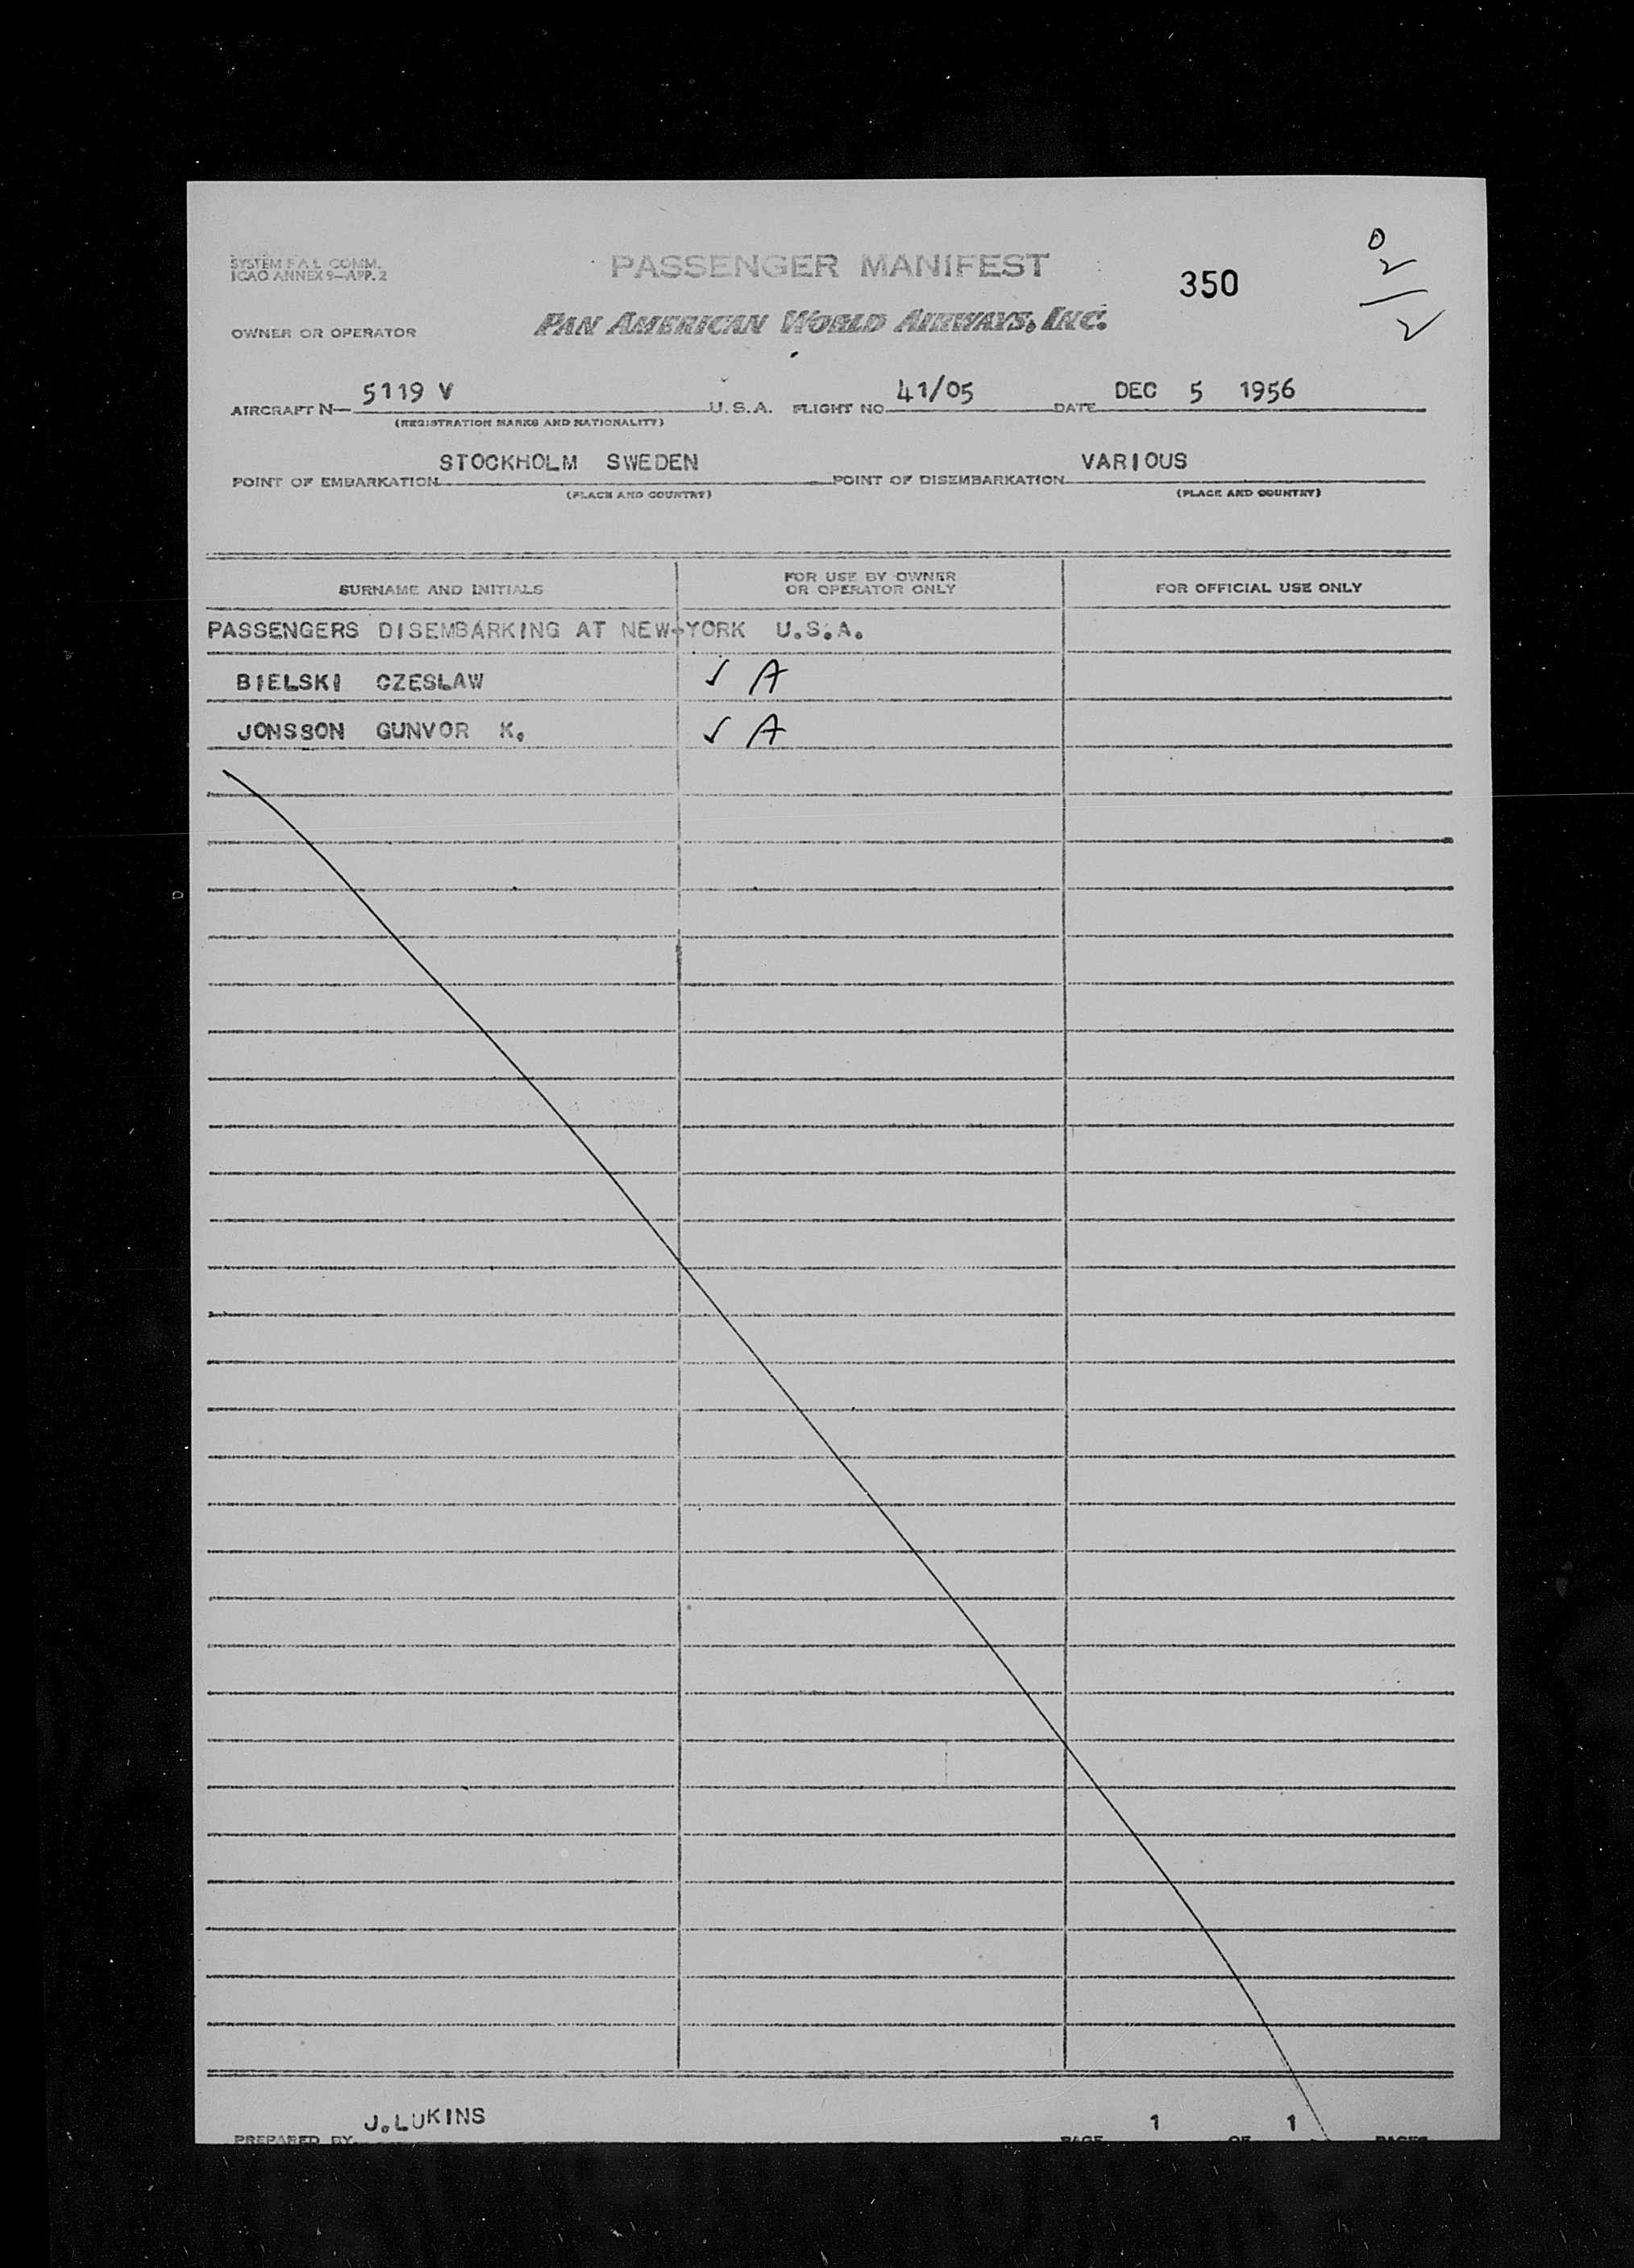 SYSTEM F.A.L. COMM.
ICAO ANNEX 9—APP. 2
PASSENGER MANIFEST
350
0
2
2
OWNER OR OPERATOR
PAN AMERICAN WORLD AIRWAYS, INC.
AIRCRAFT N— 5119 V U.S.A. FLIGHT NO 41/05 DATE DEC 5 1956
(REGISTRATION MARKS AND NATIONALITY)
POINT OF EMBARKATION STOCKHOLM SWEDEN POINT OF DISEMBARKATION VARIOUS
(PLACE AND COUNTRY) (PLACE AND COUNTRY)
SURNAME AND INITIALS FOR USE BY OWNER OR OPERATOR ONLY FOR OFFICIAL USE ONLY
PASSENGERS DISEMBARKING AT NEW-YORK U.S.A.
BIELSKI CZESLAW ✓ A
JONSSON GUNVOR K. ✓ A
PREPARED BY J.LUKINS PAGE 1 OF 1 PAGES